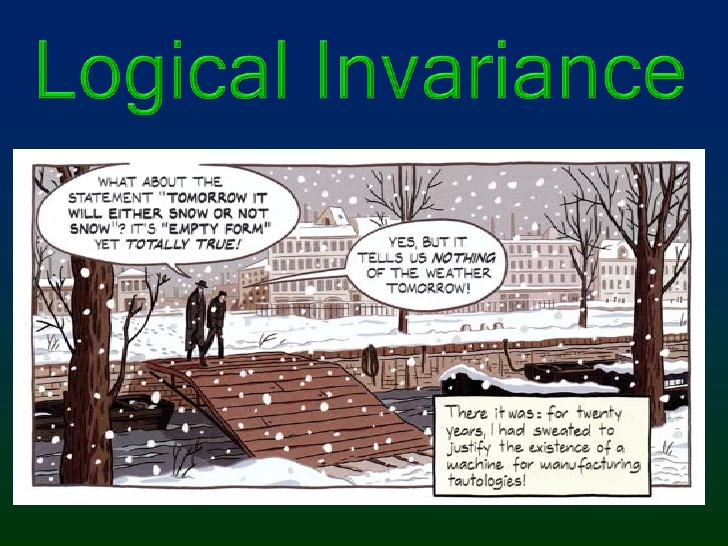 Logical Invariance
WHAT ABOUT THE
STATEMENT "TOMORROW IT
WILL EITHER SNOW OR NOT
SNOW"? IT'S "EMPTY FORM"
YET TOTALLY TRUE!
YES, BUT IT
TELLS US NOTHING
OF THE WEATHER
TOMORROW!
There it was: for twenty
years, I had sweated to
justify the existence of a
machine for manufacturing
tautologies!